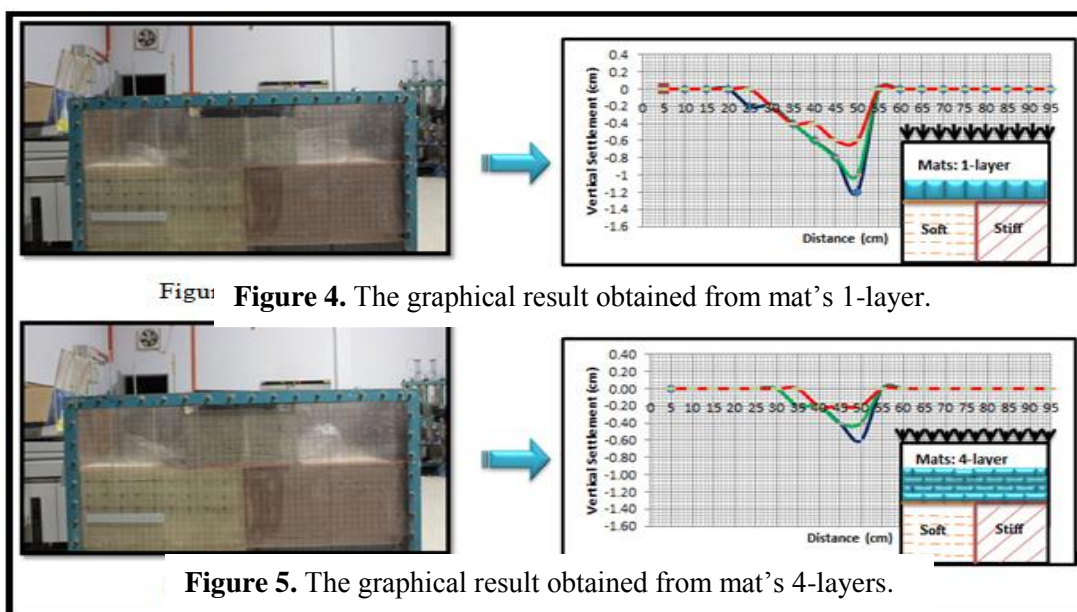 0.4
0.2
0
-0.2
-0.4
-0.6
-0.8
-1
-1.2
-1.4
-1.6
Vertical Settlement (cm)
0 5 10 15 20 25 30 35 40 45 50 55 60 65 70 75 80 85 90 95
Distance (cm)
Mats: 1-layer
Soft Stiff
Figur
Figure 4. The graphical result obtained from mat’s 1-layer.
0.40
0.20
0.00
-0.20
-0.40
-0.60
-0.80
-1.00
-1.20
-1.40
-1.60
Vertical Settlement (cm)
0 5 10 15 20 25 30 35 40 45 50 55 60 65 70 75 80 85 90 95
Distance (cm)
Mats: 4-layer
Soft Stiff
Figure 5. The graphical result obtained from mat’s 4-layers.